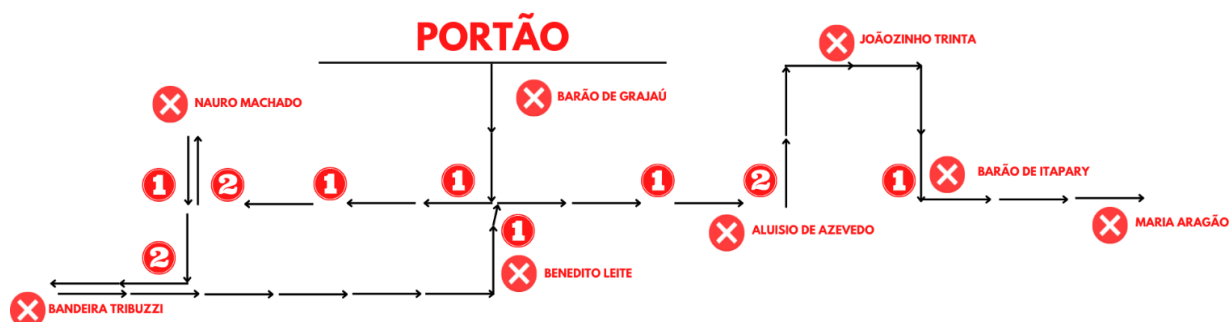 PORTÃO
JOÃOZINHO TRINTA
NAURO MACHADO
BARÃO DE GRAJAÚ
1
2
1
1
1
2
1
BARÃO DE ITAPARY
2
1
ALUISIO DE AZEVEDO
MARIA ARAGÃO
BENEDITO LEITE
BANDEIRA TRIBUZZI